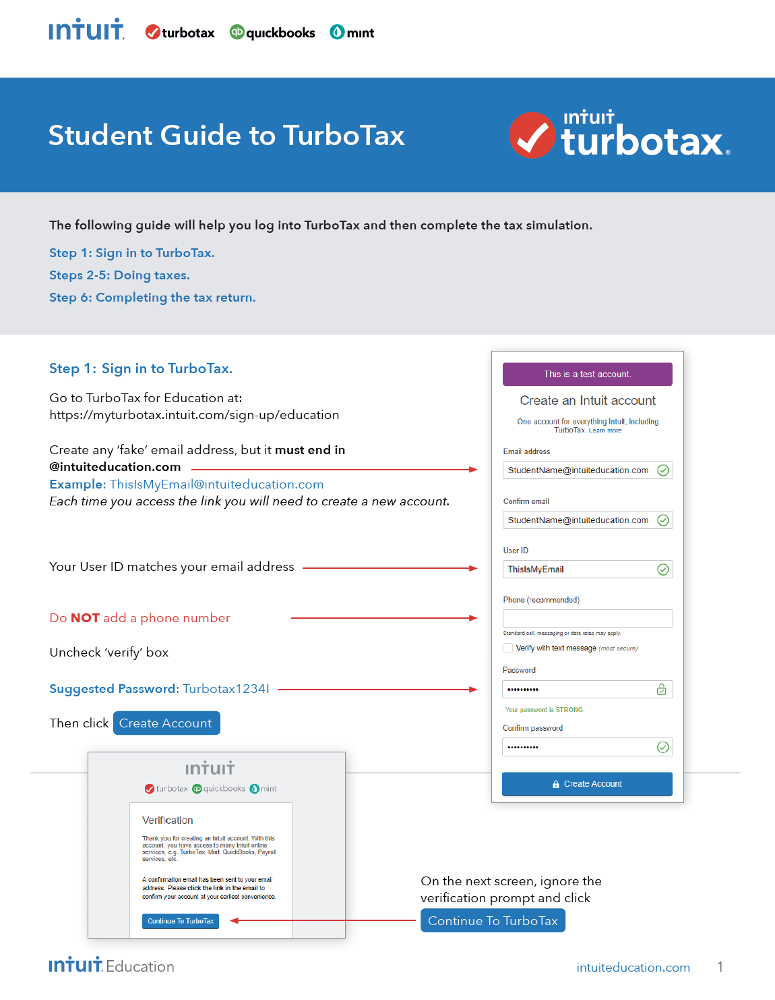 ıntuıt. turbotax quıckbooks mınt
Student Guide to TurboTax
ıntuıt
turbotax®
The following guide will help you log into TurboTax and then complete the tax simulation.
Step 1: Sign in to TurboTax.
Steps 2-5: Doing taxes.
Step 6: Completing the tax return.
Step 1: Sign in to TurboTax.
Go to TurboTax for Education at:
https://myturbotax.intuit.com/sign-up/education
Create any ‘fake’ email address, but it must end in
@intuiteducation.com
Example: ThisIsMyEmail@intuiteducation.com
Each time you access the link you will need to create a new account.
Your User ID matches your email address
Do NOT add a phone number
Uncheck ‘verify’ box
Suggested Password: Turbotax1234!
Then click Create Account
This is a test account.
Create an Intuit account
One account for everything Intuit, including
TurboTax. Learn more
Email address
StudentName@intuiteducation.com
Confirm email
StudentName@intuiteducation.com
User ID
ThisIsMyEmail
Phone (recommended)
Standard call, messaging or data rates may apply.
Verify with text message (most secure)
Password
••••••••••
Your password is STRONG.
Confirm password
••••••••••
Create Account
ıntuıt
turbotax qb quickbooks mint
Verification
Thank you for creating an Intuit account. With this
account, you have access to many Intuit online
services, e.g. TurboTax, Mint, QuickBooks, Payroll
services, etc.
A confirmation email has been sent to your email
address. Please click the link in the email to
confirm your account at your earliest convenience.
Continue To TurboTax
On the next screen, ignore the
verification prompt and click
Continue To TurboTax
ıntuıt. Education
intuiteducation.com 1